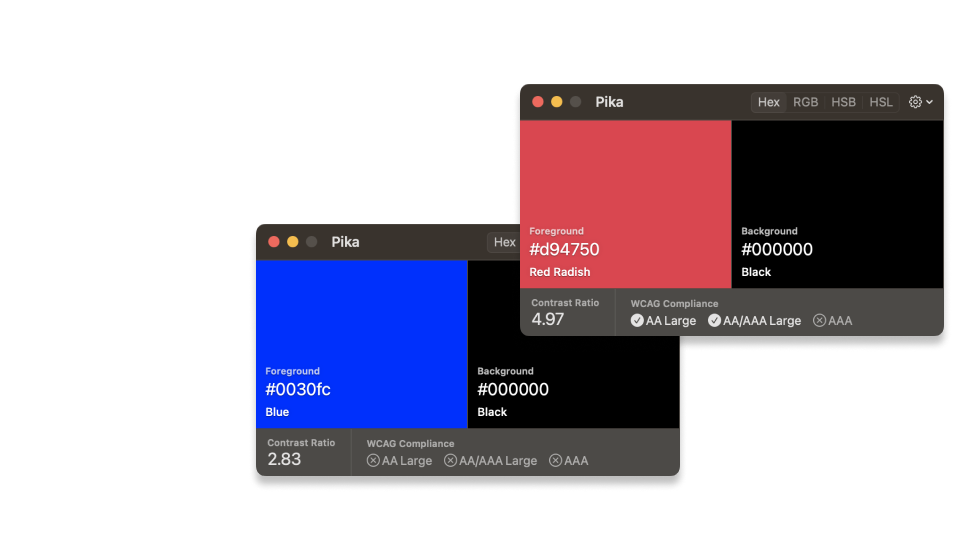 Pika
Hex RGB HSB HSL
Foreground
#d94750
Red Radish
Background
#000000
Black
Contrast Ratio
4.97
WCAG Compliance
AA Large AA/AAA Large AAA
Pika
Hex
Foreground
#0030fc
Blue
Background
#000000
Black
Contrast Ratio
2.83
WCAG Compliance
AA Large AA/AAA Large AAA